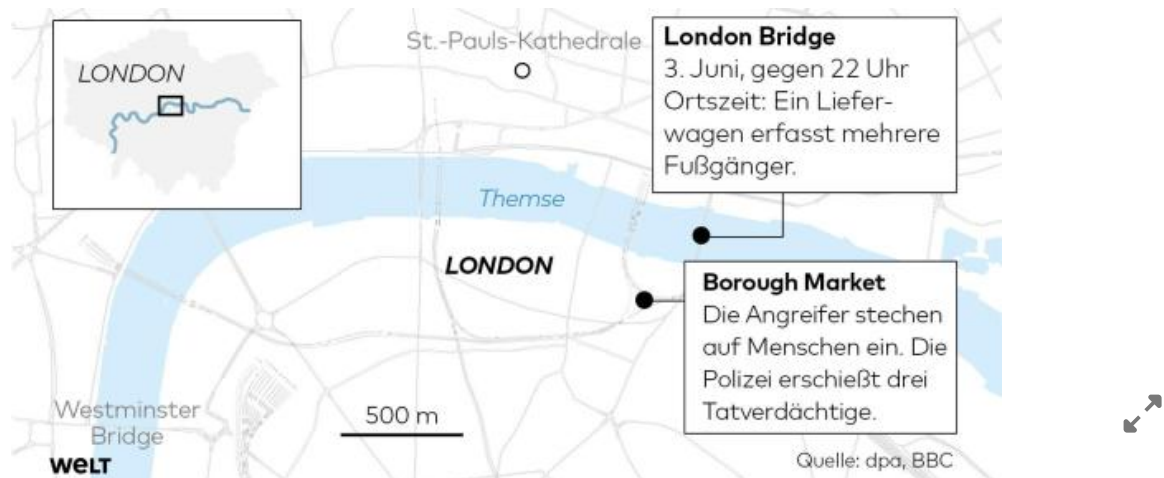 LONDON
St.-Pauls-Kathedrale
London Bridge
3. Juni, gegen 22 Uhr
Ortszeit: Ein Liefer-
wagen erfasst mehrere
Fußgänger.
Themse
LONDON
Borough Market
Die Angreifer stechen
auf Menschen ein. Die
Polizei erschießt drei
Tatverdächtige.
Westminster
Bridge
500 m
WELT
Quelle: dpa, BBC